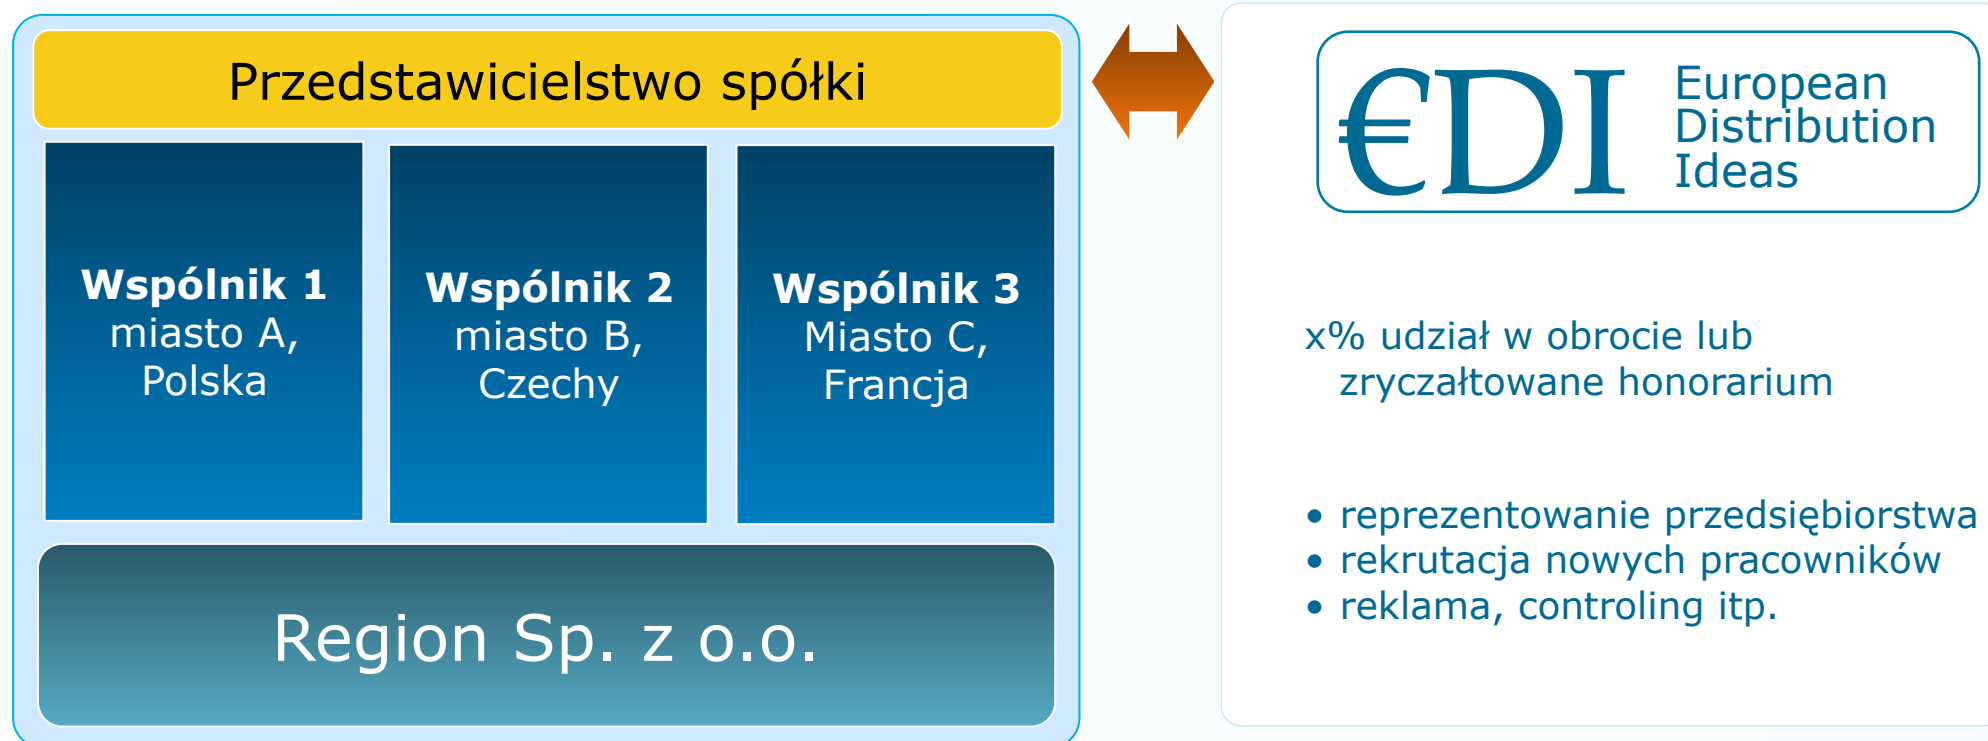 Przedstawicielstwo spółki
Wspólnik 1
miasto A,
Polska
Wspólnik 2
miasto B,
Czechy
Wspólnik 3
Miasto C,
Francja
Region Sp. z o.o.
€DI
European
Distribution
Ideas
x% udział w obrocie lub
zryczałtowane honorarium
• reprezentowanie przedsiębiorstwa
• rekrutacja nowych pracowników
• reklama, controling itp.